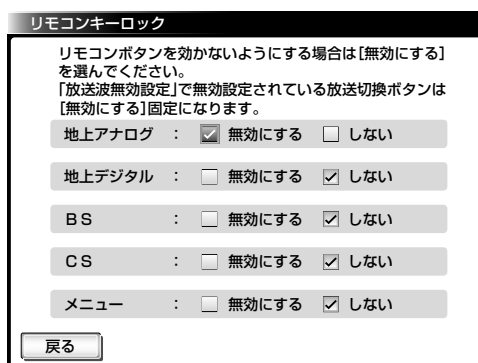 リモコンキーロック
リモコンボタンを効かないようにする場合は[無効にする]
を選んでください。
｢放送波無効設定｣で無効設定されている放送切換ボタンは
[無効にする]固定になります。
地上アナログ : 無効にする しない
地上デジタル : 無効にする しない
BS : 無効にする しない
CS : 無効にする しない
メニュー : 無効にする しない
戻る